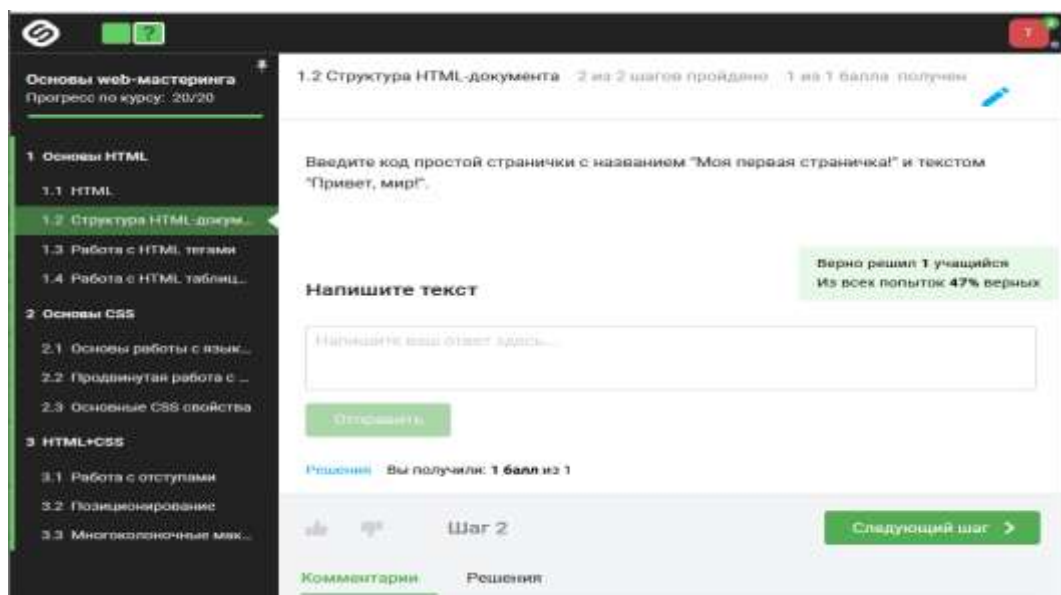 ?
Т
Основы web-мастеринга
Прогресс по курсу: 20/20
1 Основы HTML
1.1 HTML
1.2 Структура HTML-докум...
1.3 Работа с HTML тегами
1.4 Работа с HTML таблиц...
2 Основы CSS
2.1 Основы работы с язык...
2.2 Продвинутая работа с ...
2.3 Основные CSS свойства
3 HTML+CSS
3.1 Работа с отступами
3.2 Позиционирование
3.3 Многоколоночные мак...
1.2 Структура HTML-документа 2 из 2 шагов пройдено 1 из 1 балла получен
Введите код простой странички с названием "Моя первая страничка!" и текстом
"Привет, мир!".
Верно решил 1 учащийся
Из всех попыток 47% верных
Напишите текст
Напишите ваш ответ здесь...
Отправить
Решения Вы получили: 1 балл из 1
Шаг 2
Следующий шаг
Комментарии Решения